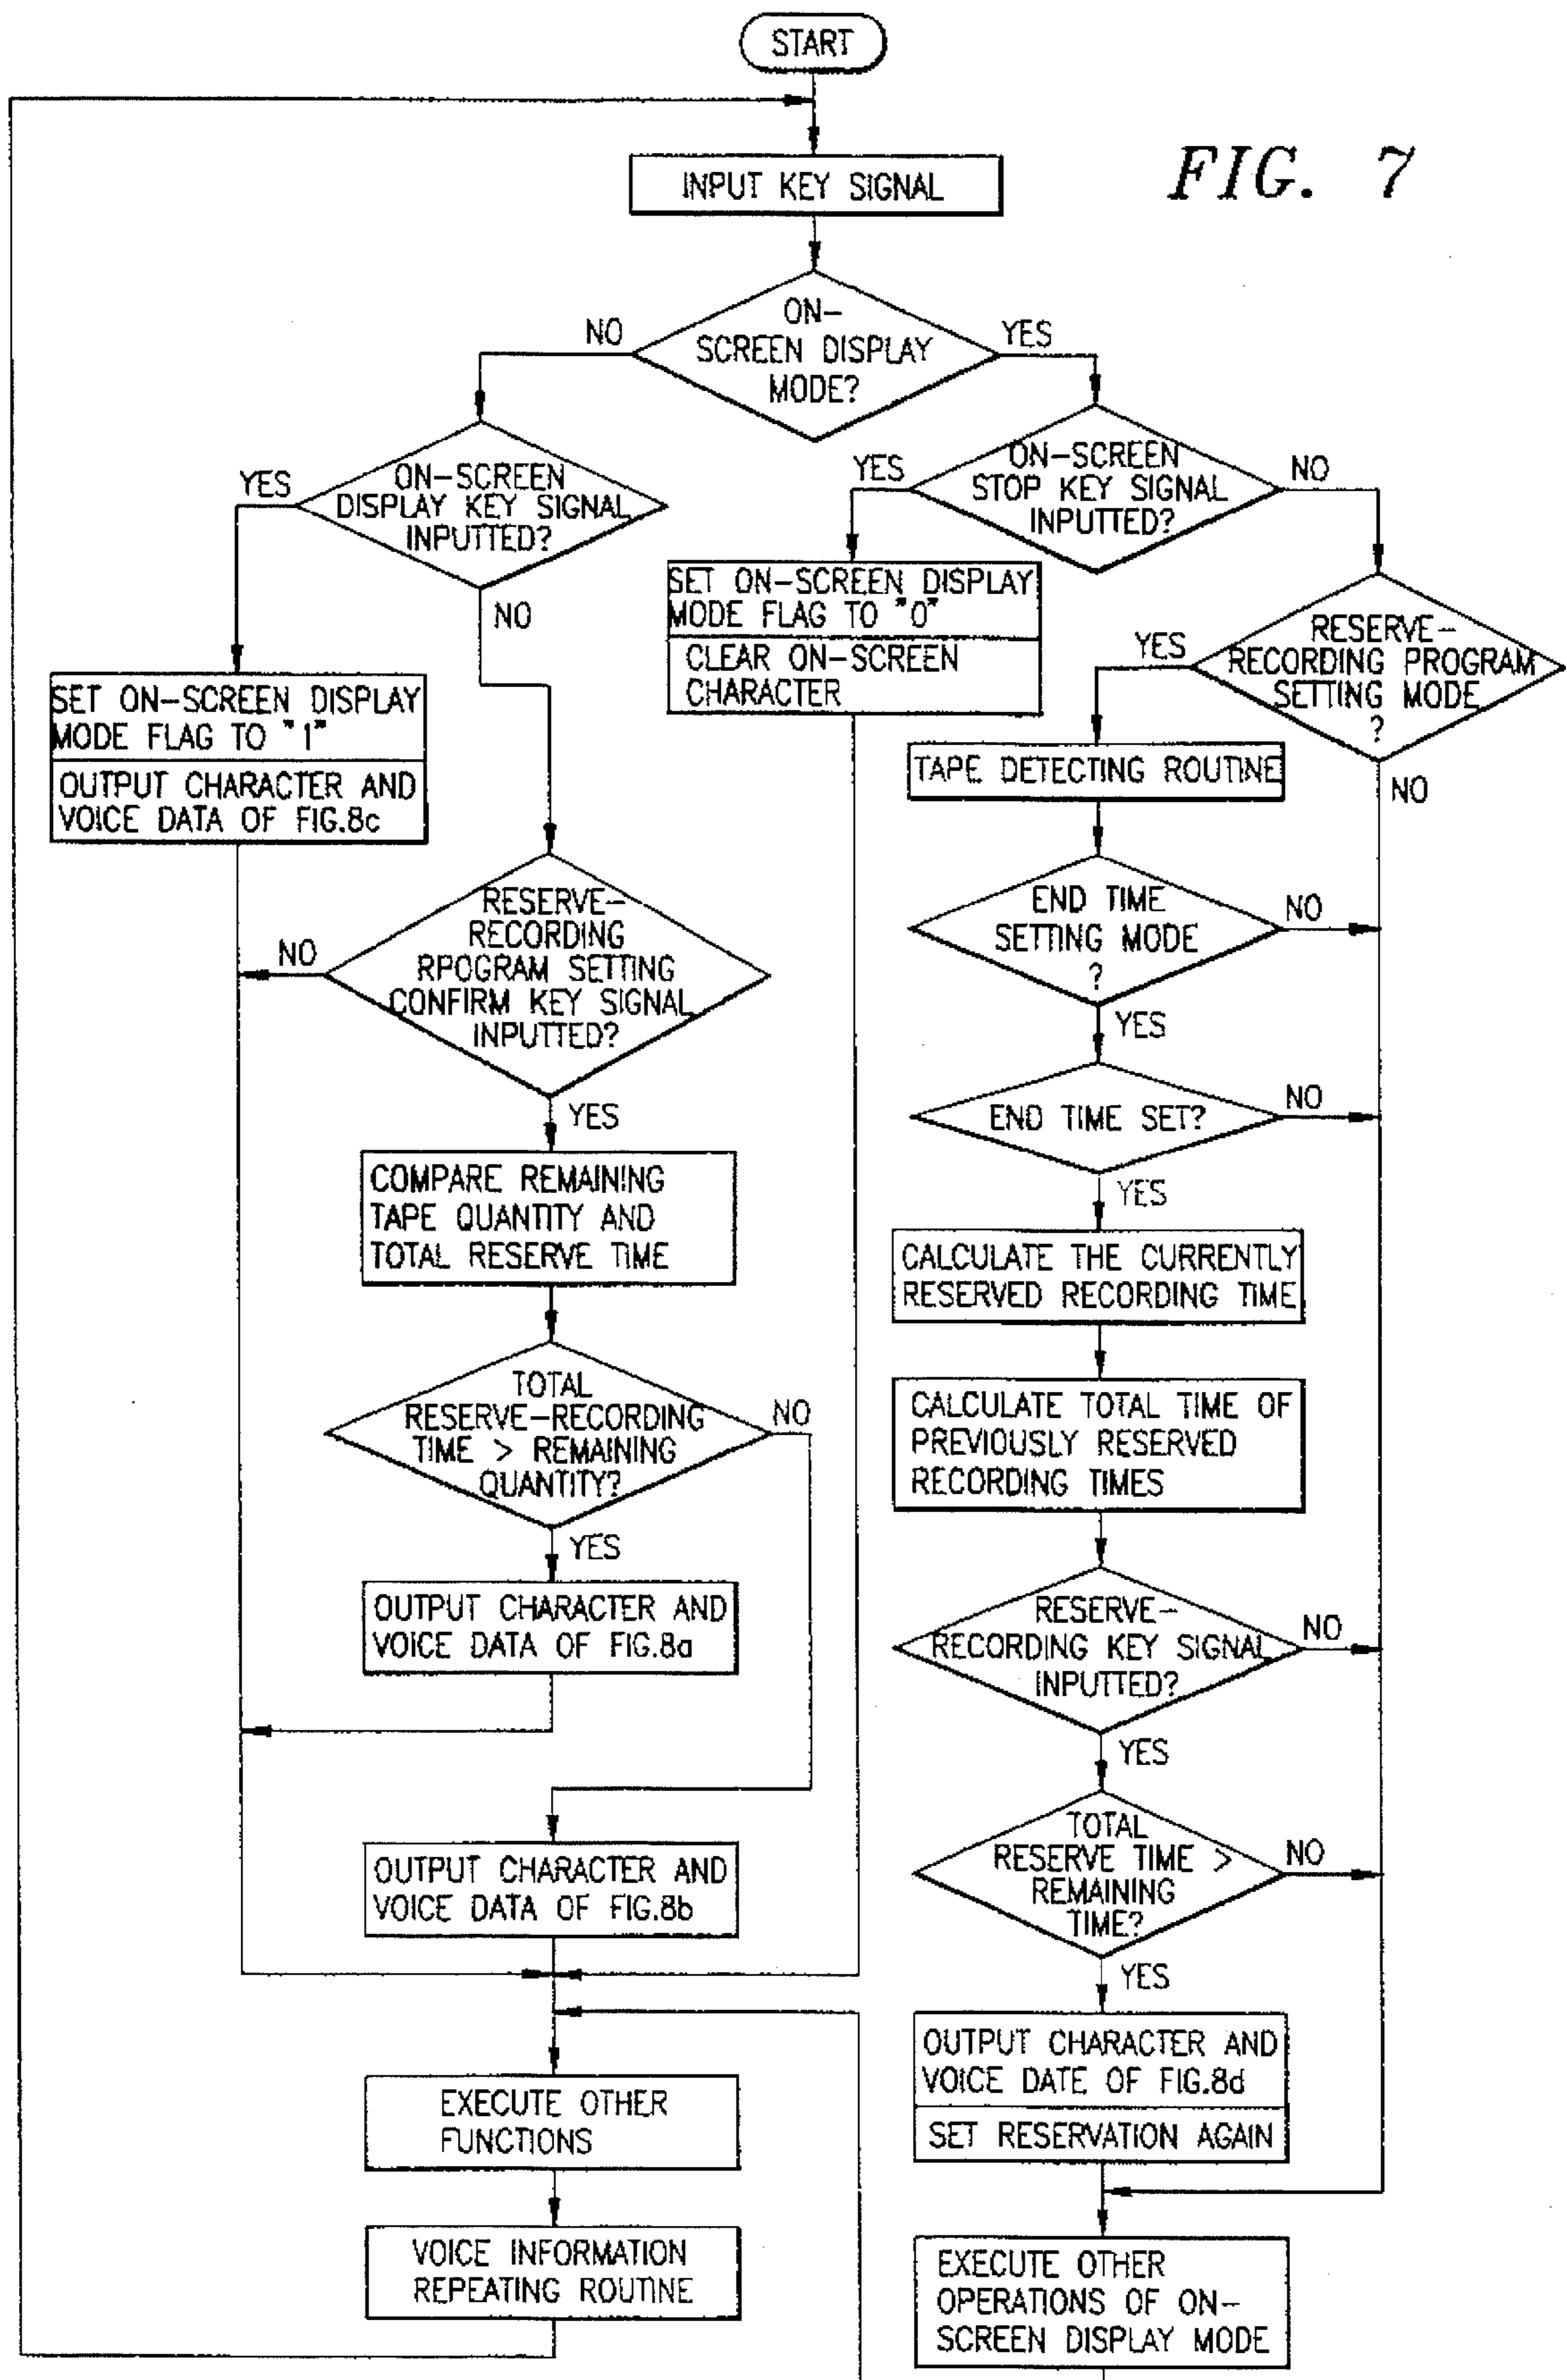 START
FIG. 7
INPUT KEY SIGNAL
ON-
SCREEN DISPLAY
MODE?
NO
YES
ON-SCREEN
DISPLAY KEY SIGNAL
INPUTTED?
YES
NO
ON-SCREEN
STOP KEY SIGNAL
INPUTTED?
YES
NO
SET ON-SCREEN DISPLAY
MODE FLAG TO "0"
CLEAR ON-SCREEN
CHARACTER
RESERVE-
RECORDING PROGRAM
SETTING MODE
?
YES
NO
SET ON-SCREEN DISPLAY
MODE FLAG TO "1"
OUTPUT CHARACTER AND
VOICE DATA OF FIG.8c
TAPE DETECTING ROUTINE
RESERVE-
RECORDING
RPOGRAM SETTING
CONFIRM KEY SIGNAL
INPUTTED?
NO
YES
END TIME
SETTING MODE
?
NO
YES
END TIME SET?
NO
YES
COMPARE REMAINING
TAPE QUANTITY AND
TOTAL RESERVE TIME
CALCULATE THE CURRENTLY
RESERVED RECORDING TIME
TOTAL
RESERVE-RECORDING
TIME > REMAINING
QUANTITY?
NO
YES
CALCULATE TOTAL TIME OF
PREVIOUSLY RESERVED
RECORDING TIMES
OUTPUT CHARACTER AND
VOICE DATA OF FIG.8a
RESERVE-
RECORDING KEY SIGNAL
INPUTTED?
NO
YES
OUTPUT CHARACTER AND
VOICE DATA OF FIG.8b
TOTAL
RESERVE TIME >
REMAINING
TIME?
NO
YES
OUTPUT CHARACTER AND
VOICE DATE OF FIG.8d
SET RESERVATION AGAIN
EXECUTE OTHER
FUNCTIONS
VOICE INFORMATION
REPEATING ROUTINE
EXECUTE OTHER
OPERATIONS OF ON-
SCREEN DISPLAY MODE